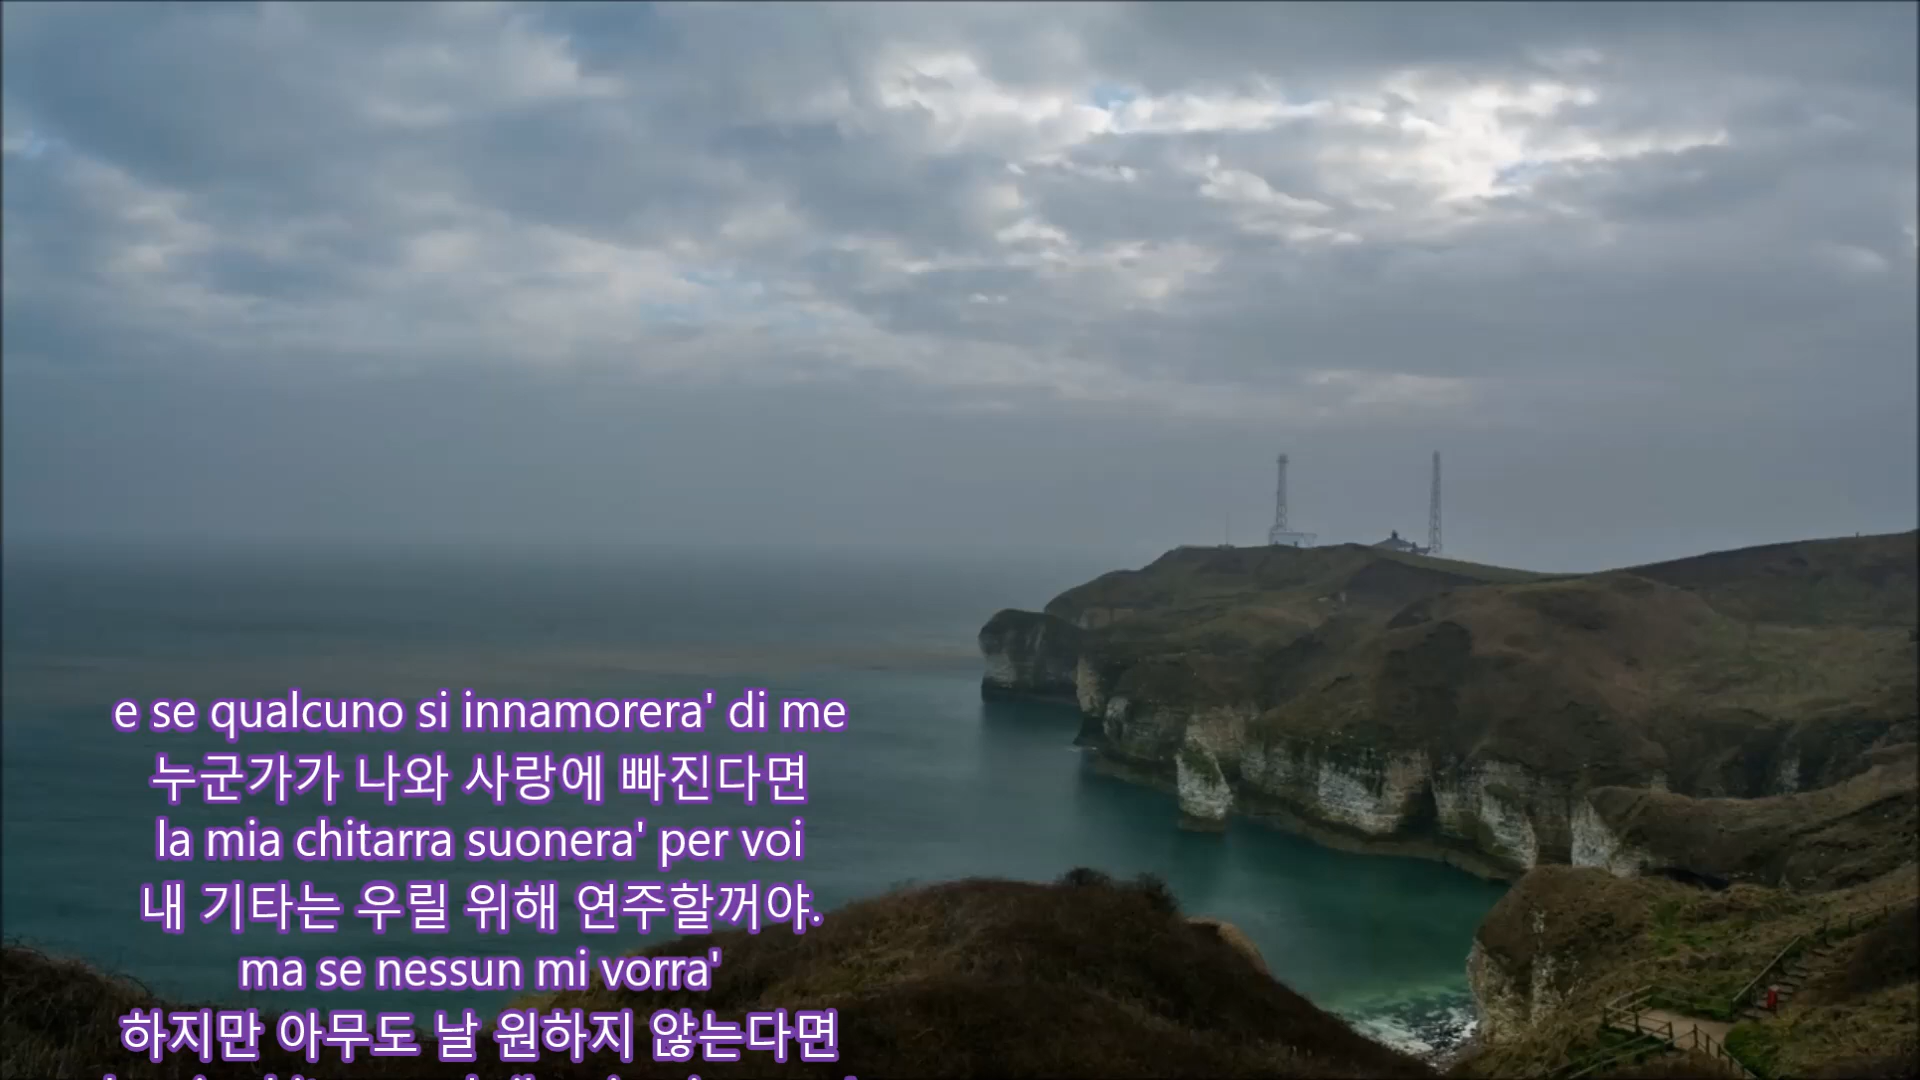 e se qualcuno si innamorera' di me
누군가가 나와 사랑에 빠진다면
la mia chitarra suonera' per voi
내 기타는 우릴 위해 연주할꺼야.
ma se nessun mi vorra'
하지만 아무도 날 원하지 않는다면